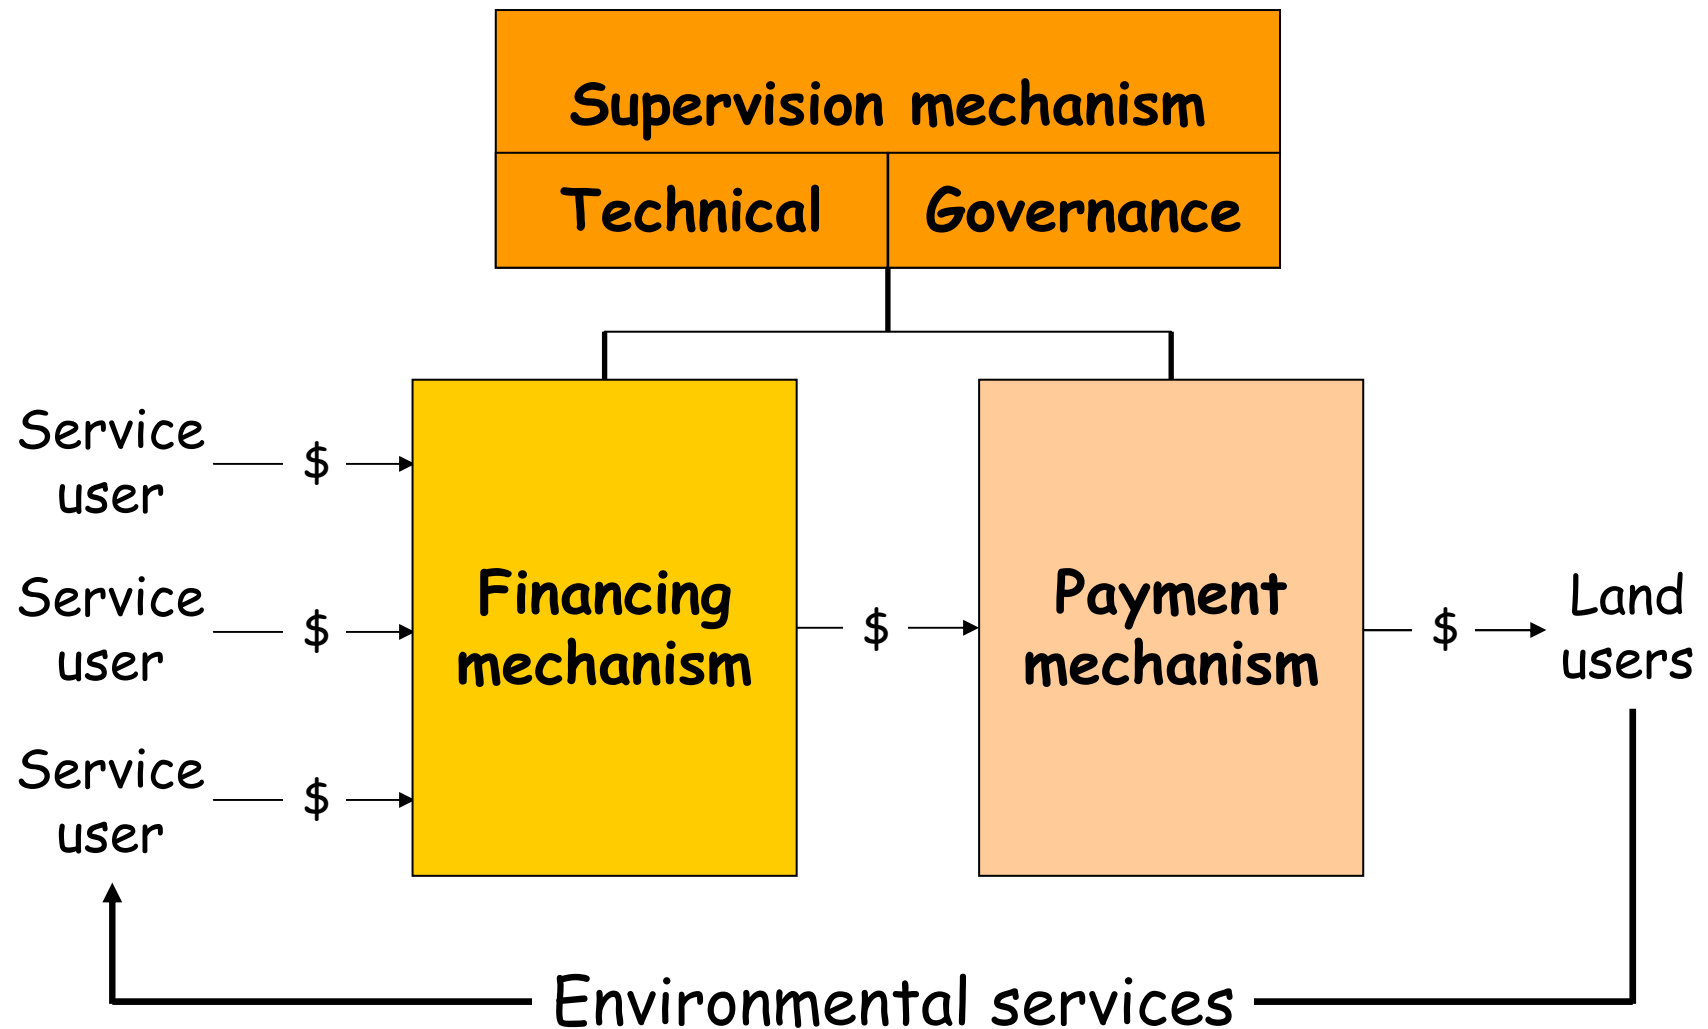 Supervision mechanism
Technical
Governance
Service
user
$
Service
user
$
Service
user
$
Financing
mechanism
$
Payment
mechanism
$
Land
users
Environmental services